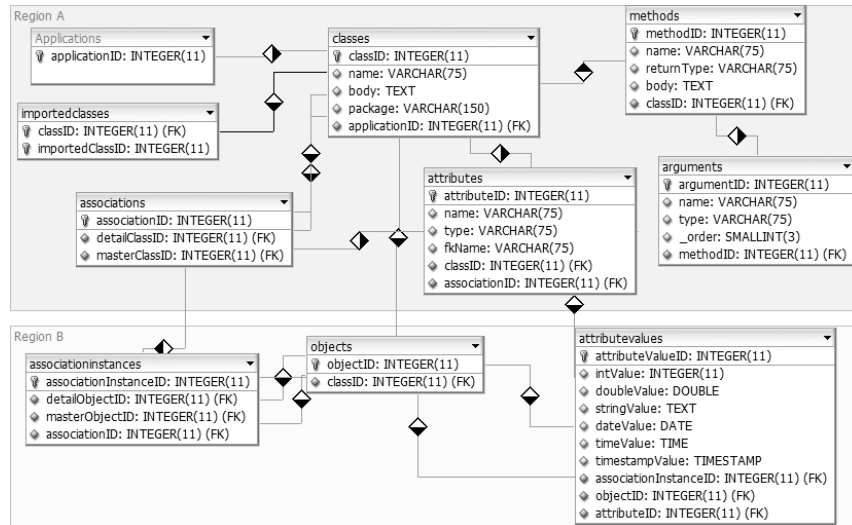 Region A
Applications
applicationID: INTEGER(11)
importedclasses
classID: INTEGER(11) (FK)
importedClassID: INTEGER(11)
classes
classID: INTEGER(11)
name: VARCHAR(75)
body: TEXT
package: VARCHAR(150)
applicationID: INTEGER(11) (FK)
methods
methodID: INTEGER(11)
name: VARCHAR(75)
returnType: VARCHAR(75)
body: TEXT
classID: INTEGER(11) (FK)
associations
associationID: INTEGER(11)
detailClassID: INTEGER(11) (FK)
masterClassID: INTEGER(11) (FK)
attributes
attributeID: INTEGER(11)
name: VARCHAR(75)
type: VARCHAR(75)
fkName: VARCHAR(75)
classID: INTEGER(11) (FK)
associationID: INTEGER(11) (FK)
arguments
argumentID: INTEGER(11)
name: VARCHAR(75)
type: VARCHAR(75)
_order: SMALLINT(3)
methodID: INTEGER(11) (FK)
Region B
associationinstances
associationInstanceID: INTEGER(11)
detailObjectID: INTEGER(11) (FK)
masterObjectID: INTEGER(11) (FK)
associationID: INTEGER(11) (FK)
objects
objectID: INTEGER(11)
classID: INTEGER(11) (FK)
attributevalues
attributeValueID: INTEGER(11)
intValue: INTEGER(11)
doubleValue: DOUBLE
stringValue: TEXT
dateValue: DATE
timeValue: TIME
timestampValue: TIMESTAMP
associationInstanceID: INTEGER(11) (FK)
objectID: INTEGER(11) (FK)
attributeID: INTEGER(11) (FK)